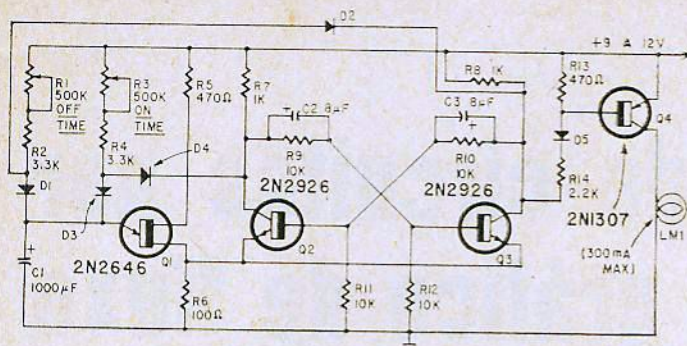 D2
+9 A 12V
R1
500K
OFF
TIME
R3
500K
ON
TIME
R5
470Ω
R7
1K
R8 1K
R13
470Ω
C2 8µF
C3 8µF
+
+
Q4
R2
3.3K
R4
3.3K
D4
R9
10K
R10
10K
D5
R14
2.2K
2N2926
2N2926
2N1307
D1
D3
LM1
(300mA
MAX)
+
C1
1000µF
2N2646
Q1
Q2
Q3
R6
100Ω
R11
10K
R12
10K